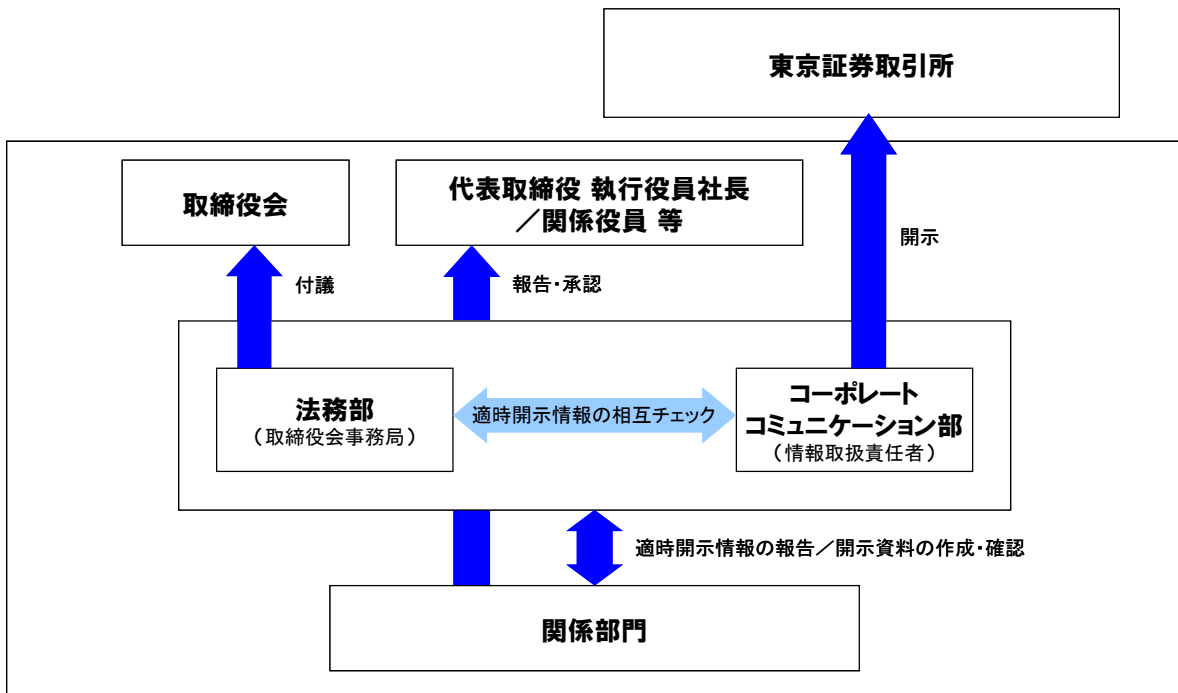 東京証券取引所
取締役会
代表取締役 執行役員社長
／関係役員 等
開示
付議
報告・承認
法務部
（取締役会事務局）
適時開示情報の相互チェック
コーポレート
コミュニケーション部
（情報取扱責任者）
適時開示情報の報告／開示資料の作成・確認
関係部門